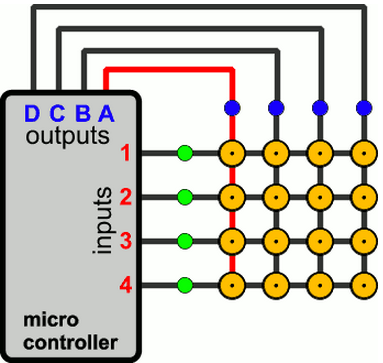 D C B A
outputs
1
2
inputs
3
4
micro
controller